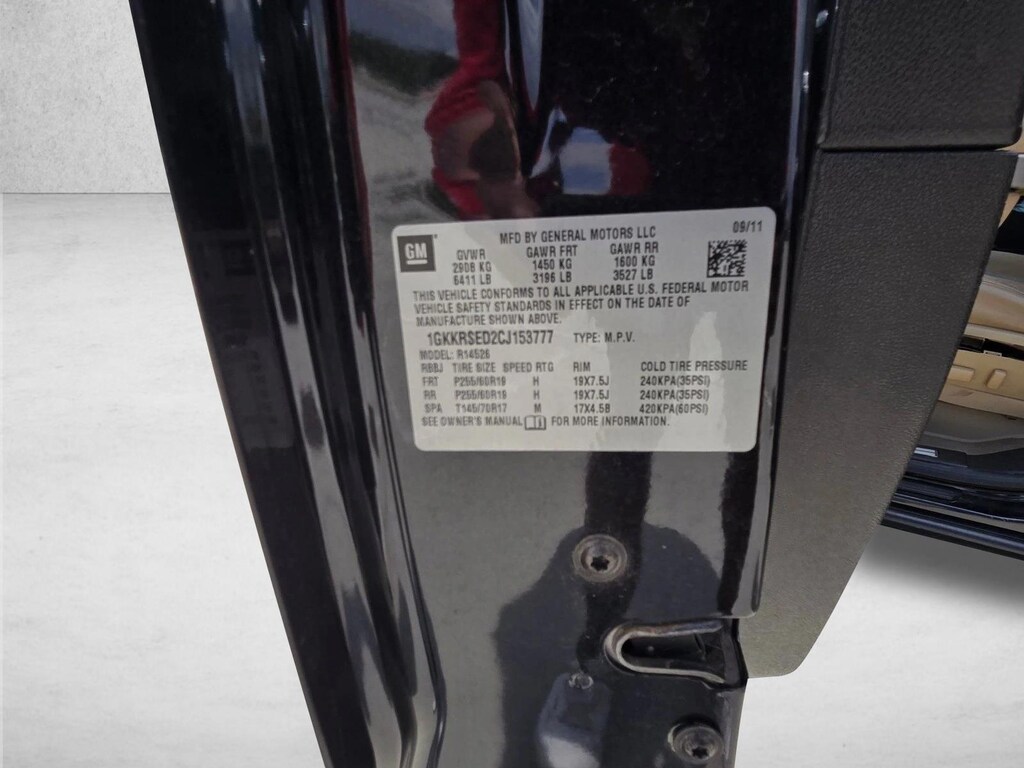 GM
MFD BY GENERAL MOTORS LLC 09/11
GVWR GAWR FRT GAWR RR
2908 KG 1450 KG 1600 KG
6411 LB 3196 LB 3527 LB
THIS VEHICLE CONFORMS TO ALL APPLICABLE U.S. FEDERAL MOTOR
VEHICLE SAFETY STANDARDS IN EFFECT ON THE DATE OF
MANUFACTURE SHOWN ABOVE.
1GKKRSED2CJ153777 TYPE: M.P.V.
MODEL: R14526
RBBJ TIRE SIZE SPEED RTG RIM COLD TIRE PRESSURE
FRT P255/60R19 H 19X7.5J 240KPA(35PSI)
RR P255/60R19 H 19X7.5J 240KPA(35PSI)
SPA T145/70R17 M 17X4.5B 420KPA(60PSI)
SEE OWNER'S MANUAL FOR MORE INFORMATION.